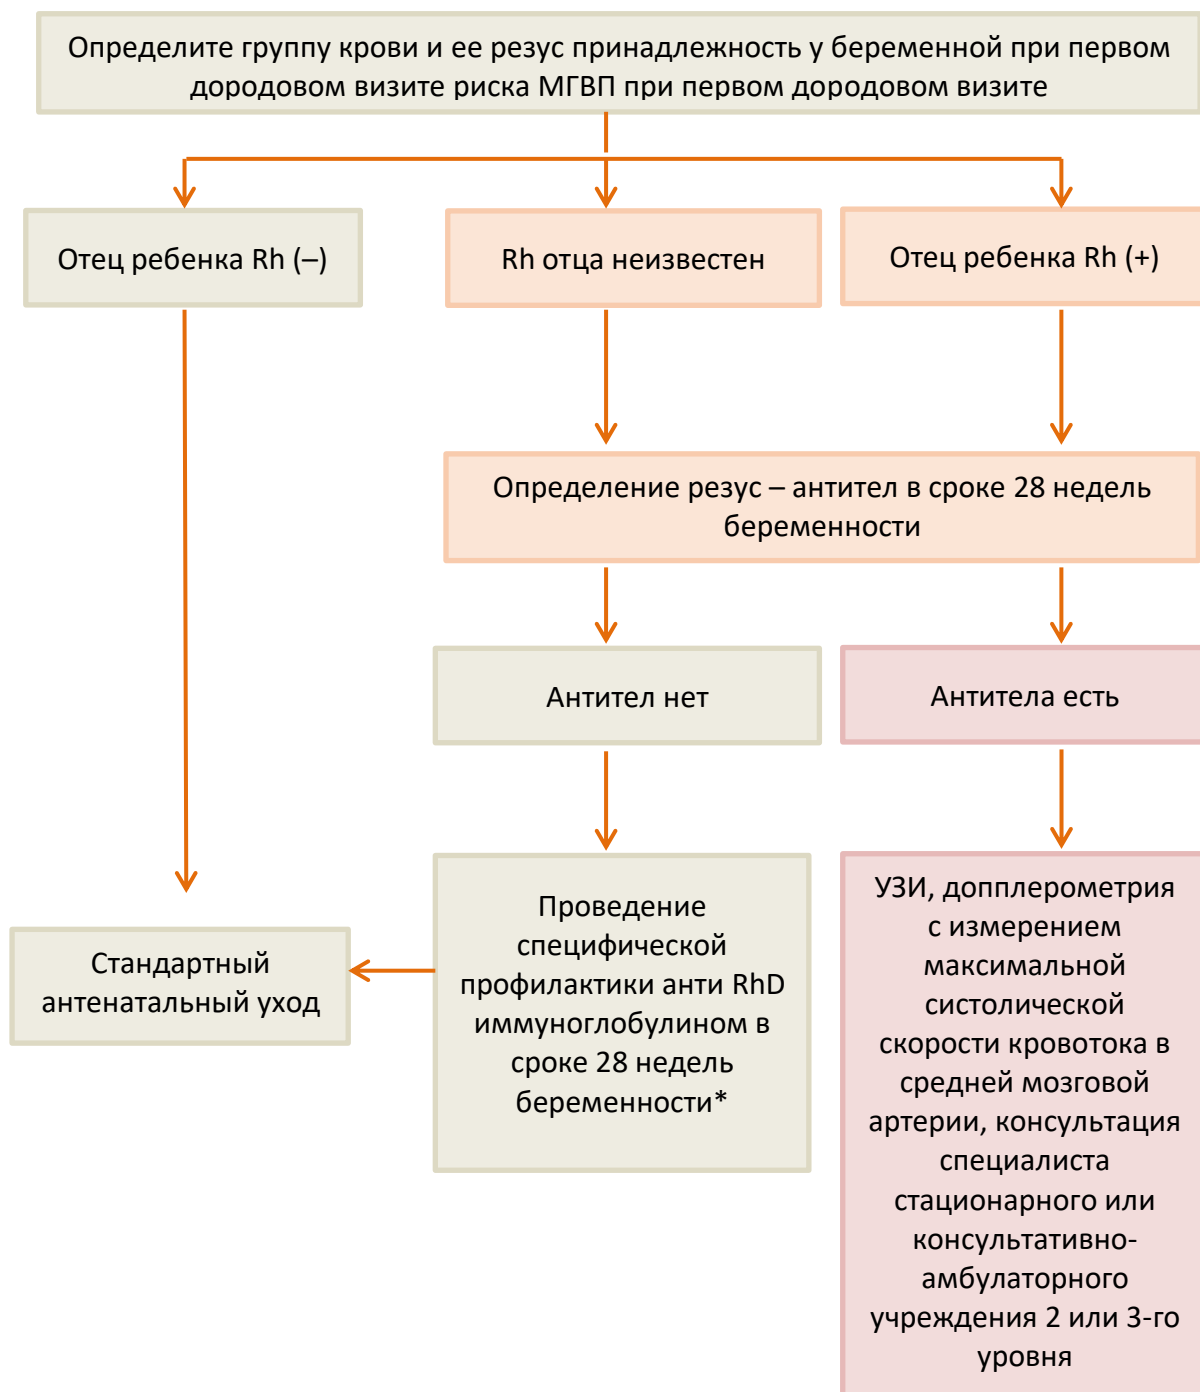 Определите группу крови и ее резус принадлежность у беременной при первом
дородовом визите риска МГВП при первом дородовом визите
Отец ребенка Rh (–)
Rh отца неизвестен
Отец ребенка Rh (+)
Определение резус – антител в сроке 28 недель
беременности
Антител нет
Антитела есть
Стандартный
антенатальный уход
Проведение
специфической
профилактики анти RhD
иммуноглобулином в
сроке 28 недель
беременности*
УЗИ, допплерометрия
с измерением
максимальной
систолической
скорости кровотока в
средней мозговой
артерии, консультация
специалиста
стационарного или
консультативно-
амбулаторного
учреждения 2 или 3-го
уровня